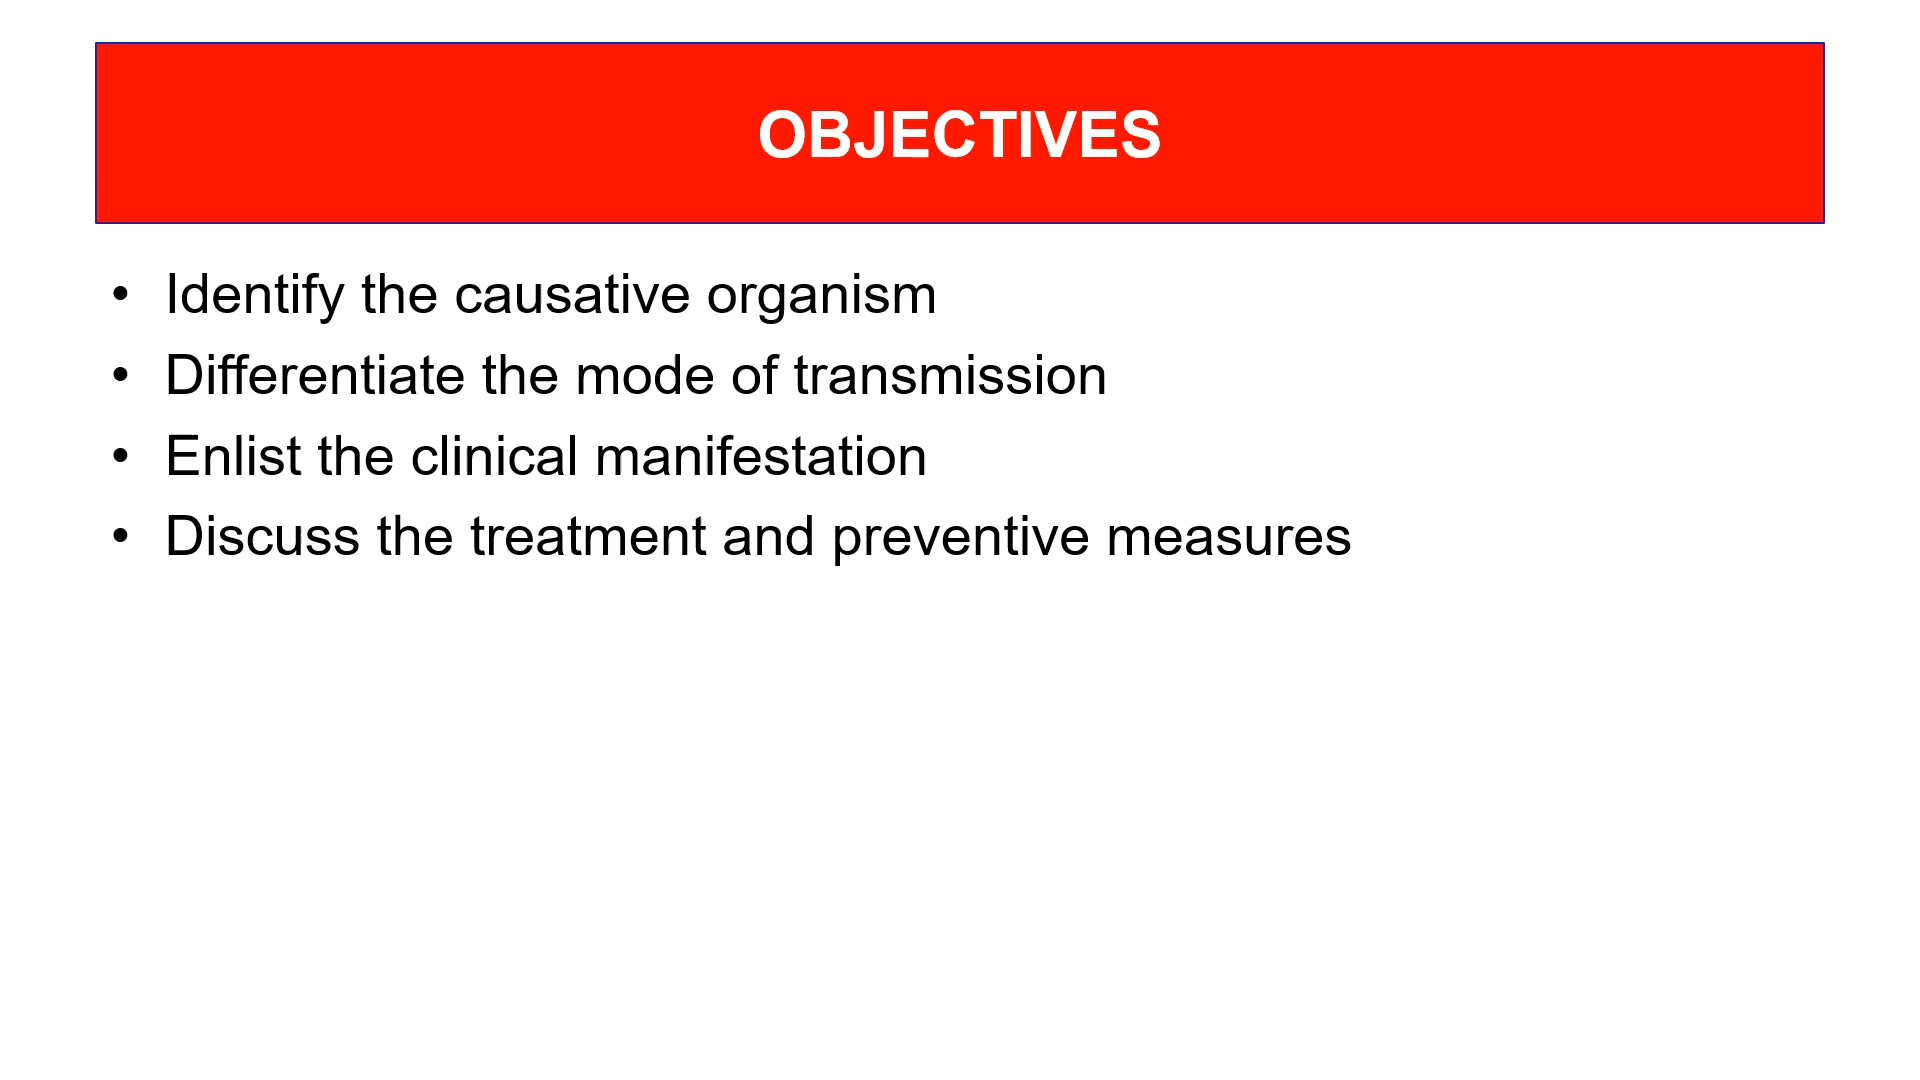 OBJECTIVES
• Identify the causative organism
• Differentiate the mode of transmission
• Enlist the clinical manifestation
• Discuss the treatment and preventive measures